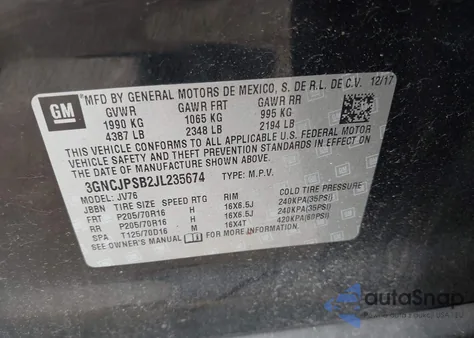 GM
*MFD BY GENERAL MOTORS DE MEXICO, S. DE R.L. DE C.V. 12/17
GVWR GAWR FRT GAWR RR
1990 KG 1065 KG 995 KG
4387 LB 2348 LB 2194 LB
THIS VEHICLE CONFORMS TO ALL APPLICABLE U.S. FEDERAL MOTOR
VEHICLE SAFETY AND THEFT PREVENTION STANDARDS IN EFFECT ON
THE DATE OF MANUFACTURE SHOWN ABOVE.
3GNCJPSB2JL235674 TYPE: M.P.V.
MODEL: JV76
JBBN TIRE SIZE SPEED RTG RIM COLD TIRE PRESSURE
FRT P205/70R16 H 16X6.5J 240KPA(35PSI)
RR P205/70R16 H 16X6.5J 240KPA(35PSI)
SPA T125/70D16 M 16X4T 420KPA(60PSI)
SEE OWNER'S MANUAL FOR ADDITIONAL INFORMATION
autoSnap